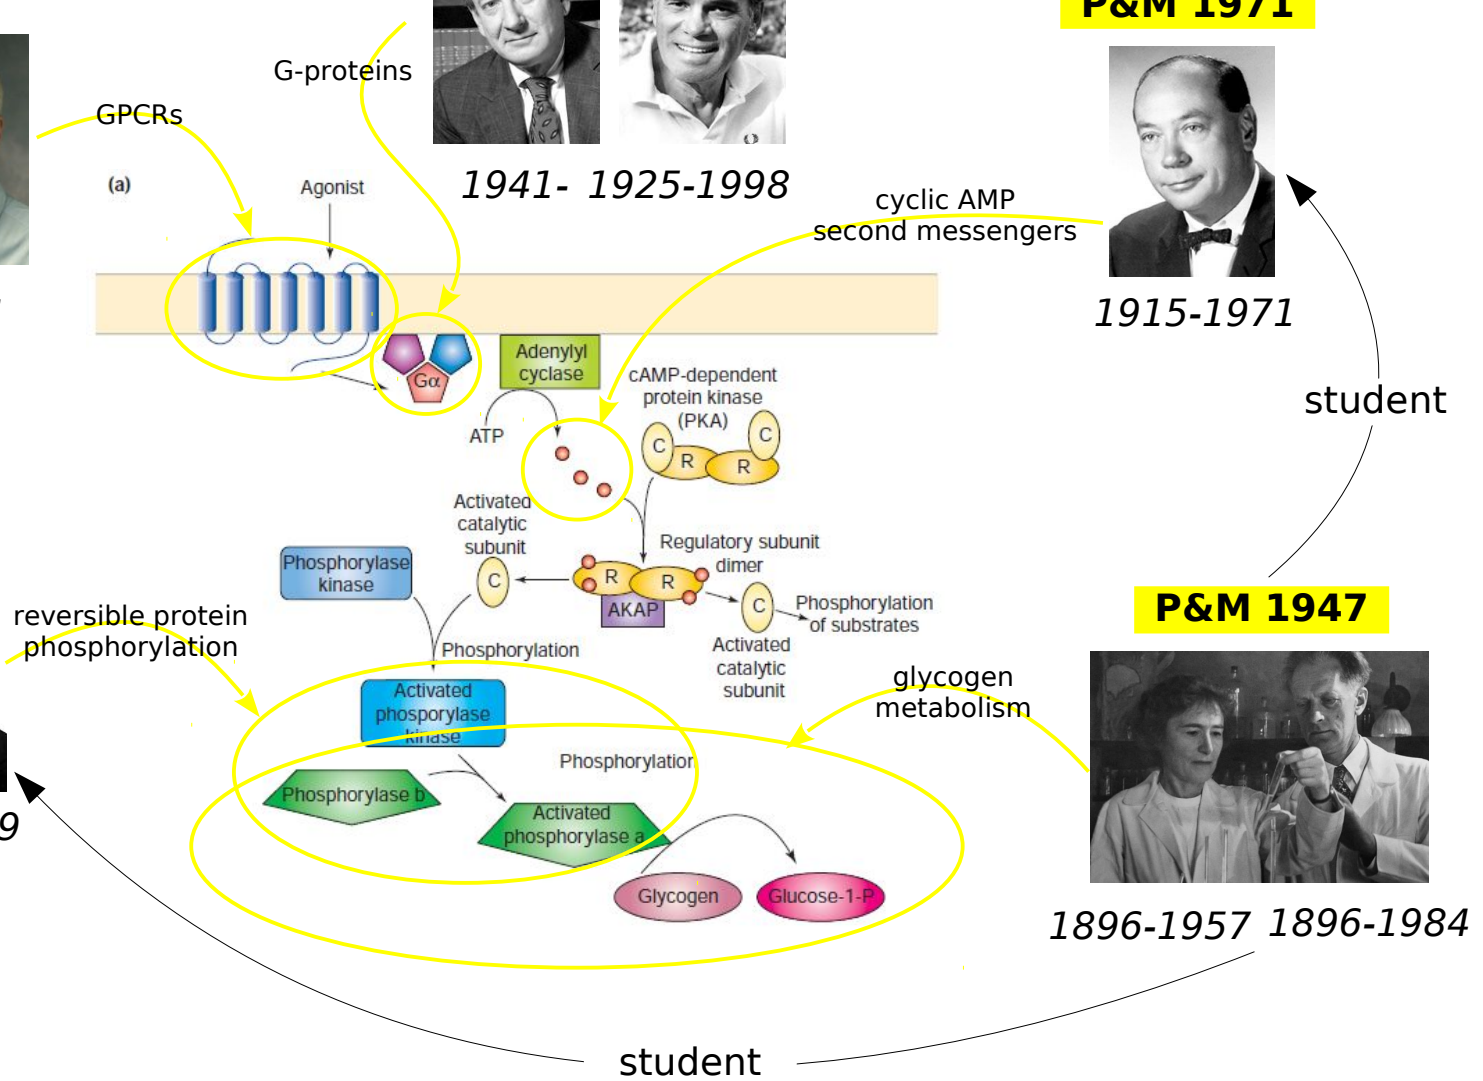 P&M 1971
G-proteins
GPCRs
(a)
Agonist
1941-
1925-1998
cyclic AMP
second messengers
1915-1971
Adenylyl
cyclase
Gα
cAMP-dependent
protein kinase
(PKA)
ATP
C
C
R
R
student
Activated
catalytic
subunit
Regulatory subunit
dimer
Phosphorylase
kinase
C
R
R
AKAP
C
Phosphorylation
of substrates
P&M 1947
reversible protein
phosphorylation
Phosphorylation
Activated
catalytic
subunit
glycogen
metabolism
Activated
phosporylase
kinase
Phosphorylation
Phosphorylase b
Activated
phosphorylase a
9
Glycogen
Glucose-1-P
1896-1957
1896-1984
student